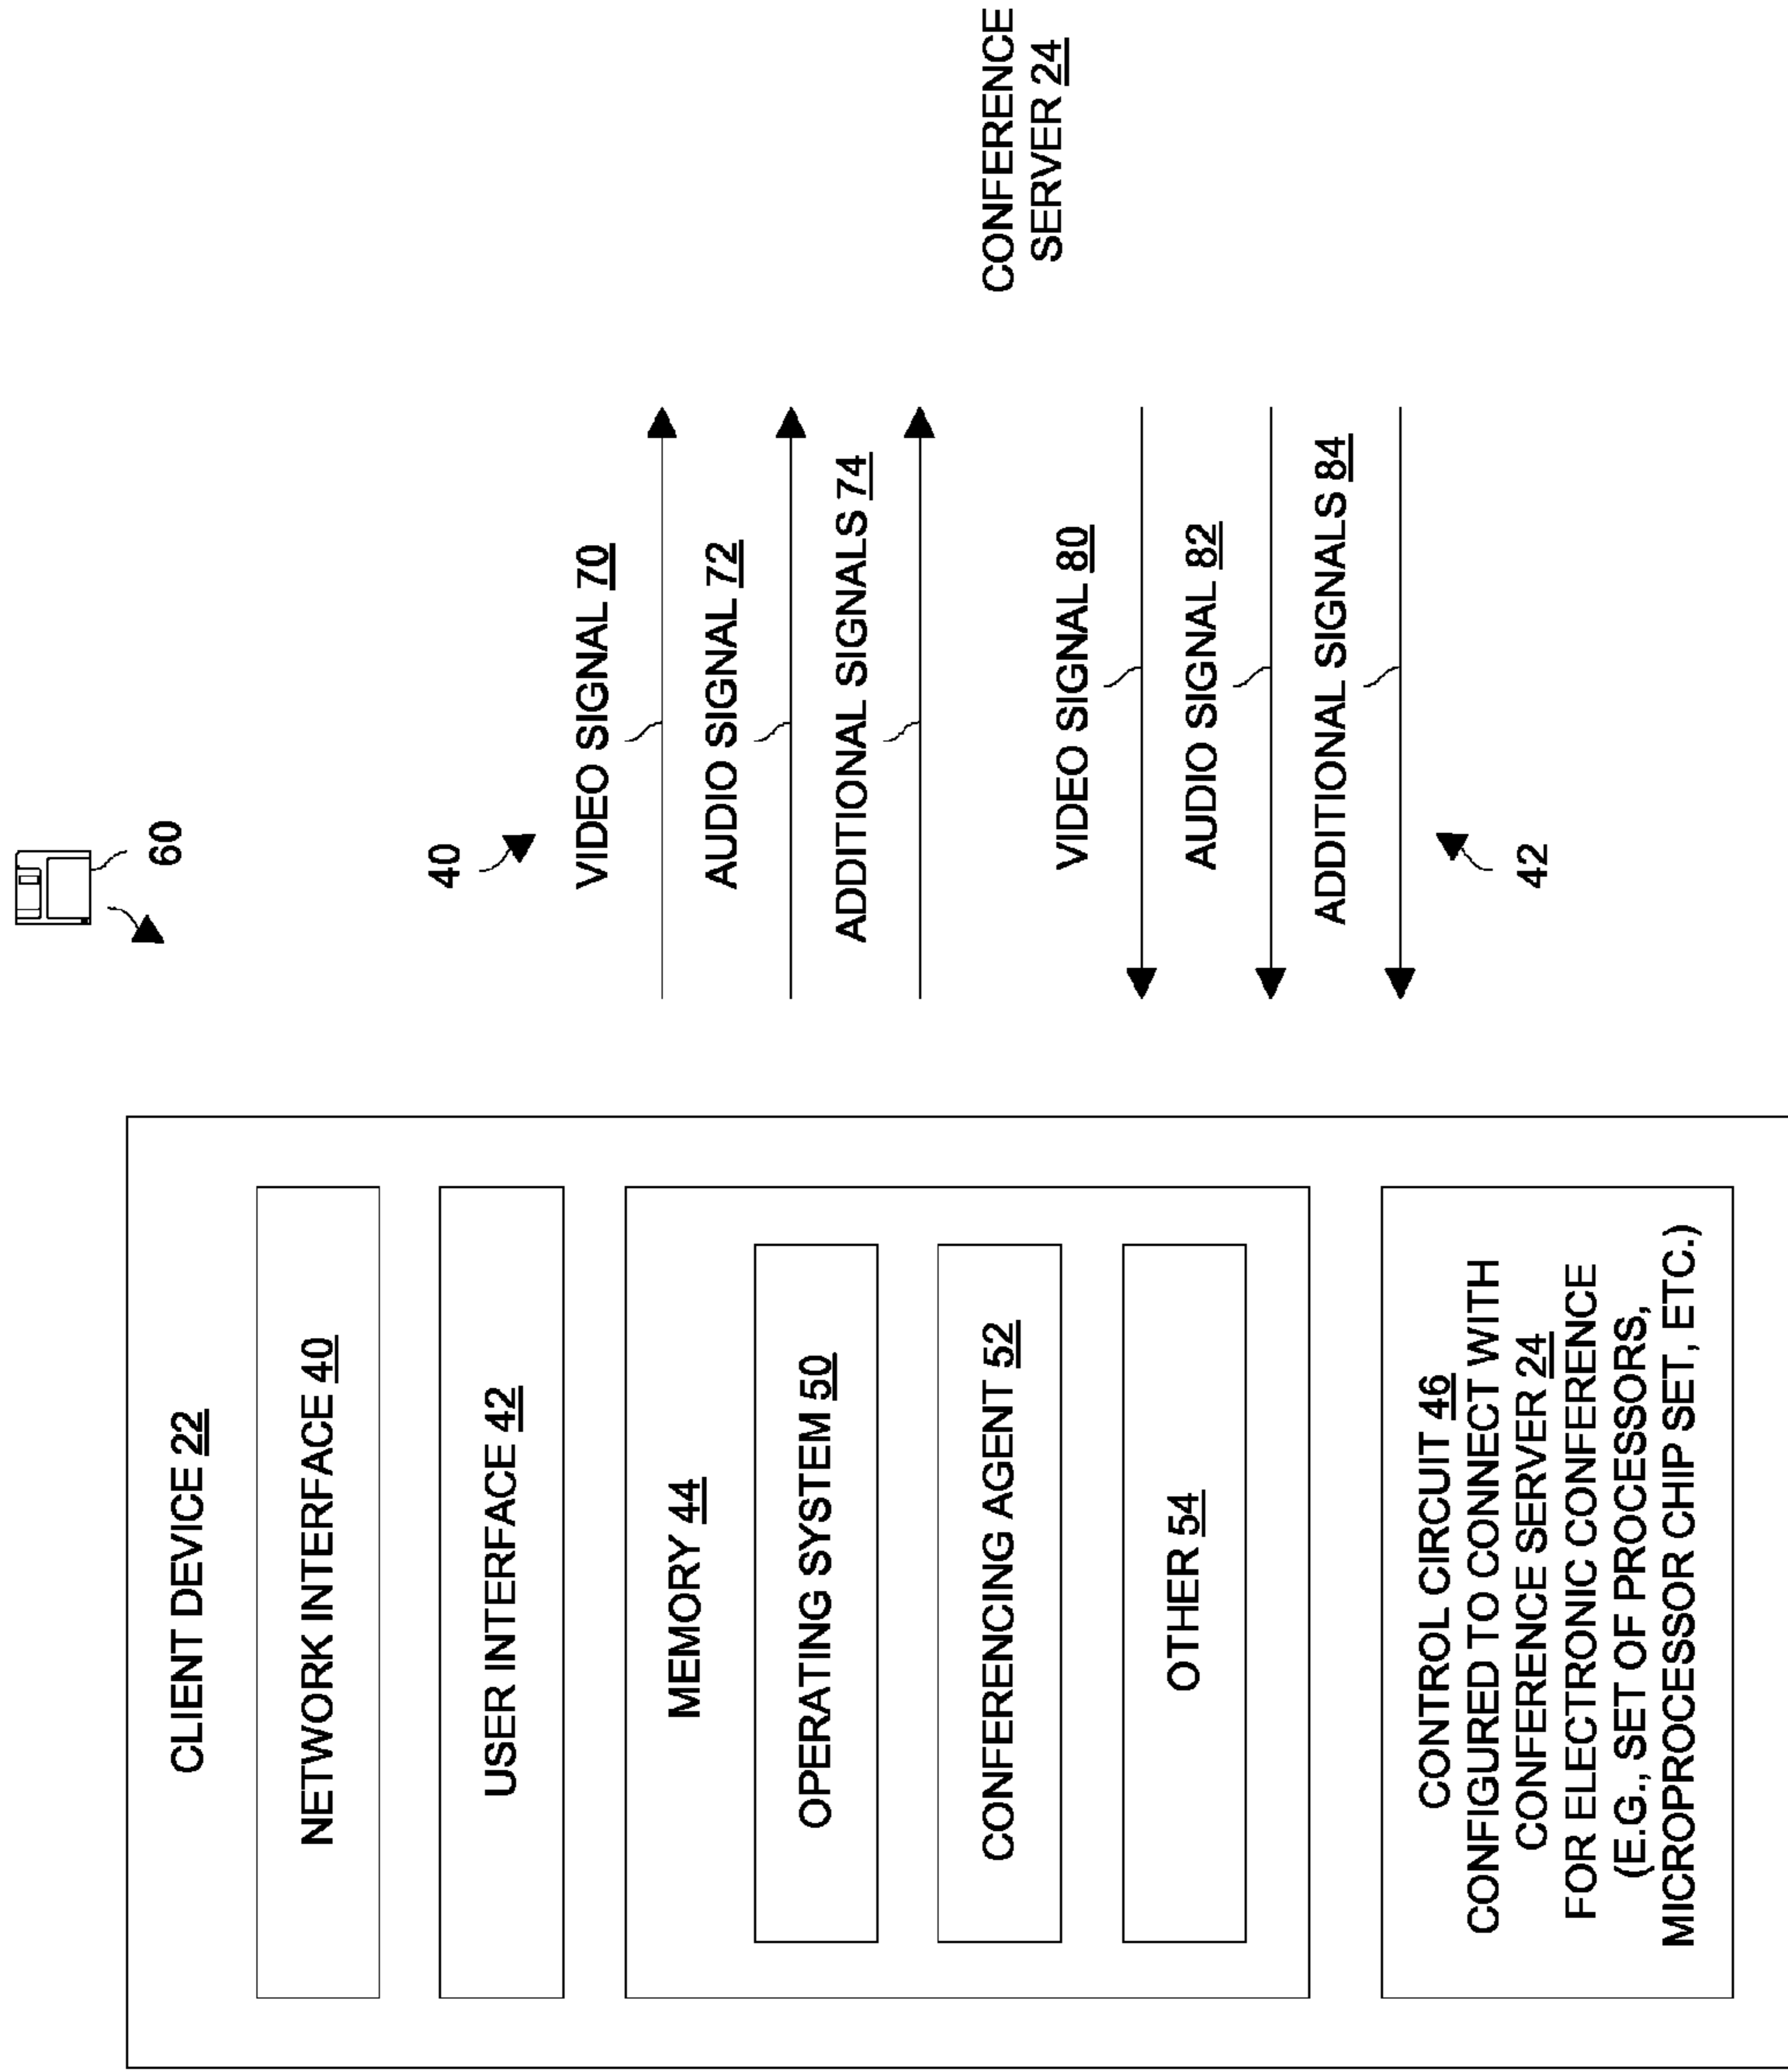 CLIENT DEVICE 22
NETWORK INTERFACE 40
USER INTERFACE 42
MEMORY 44
OPERATING SYSTEM 50
CONFERENCING AGENT 52
OTHER 54
CONTROL CIRCUIT 46
CONFIGURED TO CONNECT WITH
CONFERENCE SERVER 24
FOR ELECTRONIC CONFERENCE
(E.G., SET OF PROCESSORS,
MICROPROCESSOR CHIP SET, ETC.)
60
40
VIDEO SIGNAL 70
AUDIO SIGNAL 72
ADDITIONAL SIGNALS 74
VIDEO SIGNAL 80
AUDIO SIGNAL 82
ADDITIONAL SIGNALS 84
42
CONFERENCE
SERVER 24